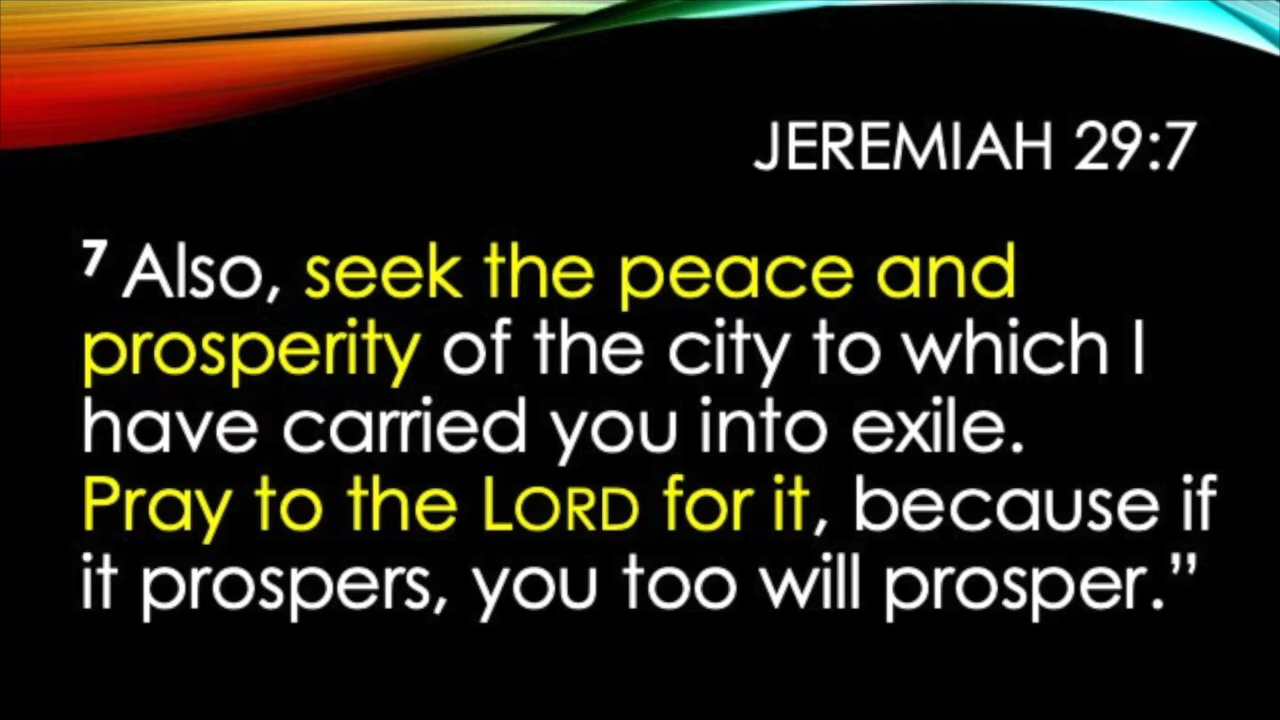 JEREMIAH 29:7
⁷ Also, seek the peace and
prosperity of the city to which I
have carried you into exile.
Pray to the LORD for it, because if
it prospers, you too will prosper.”